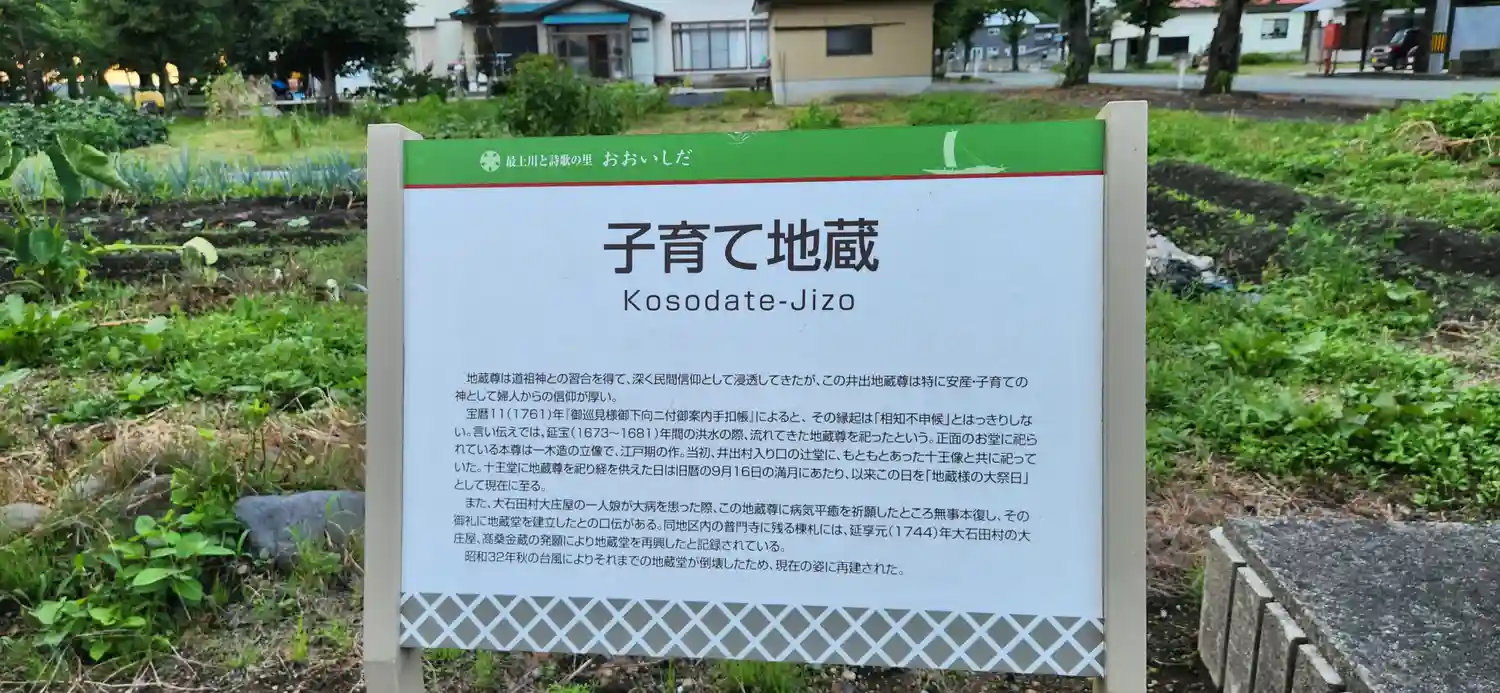 最上川と詩歌の里 おおいしだ
子育て地蔵
Kosodate-Jizo
地蔵尊は道祖神との習合を得て、深く民間信仰として浸透してきたが、この井出地蔵尊は特に安産・子育ての
神として婦人からの信仰が厚い。
宝暦11(1761)年『御巡見様御下向ニ付御案内手扣帳』によると、その縁起は「相知不申候」とはっきりしな
い。言い伝えでは、延宝(1673〜1681)年間の洪水の際、流れてきた地蔵尊を祀ったという。正面のお堂に祀ら
れている本尊は一木造の立像で、江戸期の作。当初、井出村入り口の辻堂に、もともとあった十王像と共に祀って
いた。十王堂に地蔵尊を祀り経を供えた日は旧暦の9月16日の満月にあたり、以来この日を「地蔵様の大祭日」
として現在に至る。
また、大石田村大庄屋の一人娘が大病を患った際、この地蔵尊に病気平癒を祈願したところ無事本復し、その
御礼に地蔵堂を建立したとの口伝がある。同地区内の普門寺に残る棟札には、延享元(1744)年大石田村の大
庄屋、髙桑金蔵の発願により地蔵堂を再興したと記録されている。
昭和32年秋の台風によりそれまでの地蔵堂が倒壊したため、現在の姿に再建された。